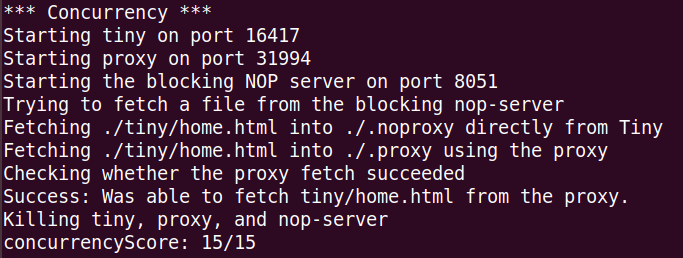 *** Concurrency ***
Starting tiny on port 16417
Starting proxy on port 31994
Starting the blocking NOP server on port 8051
Trying to fetch a file from the blocking nop-server
Fetching ./tiny/home.html into ./.noproxy directly from Tiny
Fetching ./tiny/home.html into ./.proxy using the proxy
Checking whether the proxy fetch succeeded
Success: Was able to fetch tiny/home.html from the proxy.
Killing tiny, proxy, and nop-server
concurrencyScore: 15/15